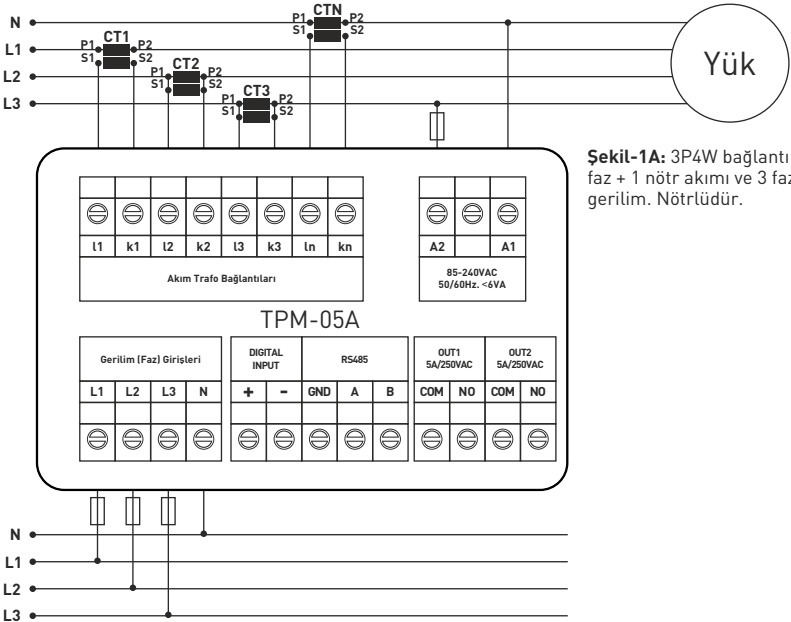 N
L1
L2
L3
P1 CT1 P2
S1 S2
P1 CT2 P2
S1 S2
P1 CT3 P2
S1 S2
P1 CTN P2
S1 S2
Yük
Şekil-1A: 3P4W bağlantı
faz + 1 nötr akımı ve 3 faz
gerilim. Nötrlüdür.
l1 k1 l2 k2 l3 k3 ln kn
Akım Trafo Bağlantıları
A2 A1
85-240VAC
50/60Hz. <6VA
TPM-05A
Gerilim (Faz) Girişleri
L1 L2 L3 N
DIGITAL
INPUT
+ -
RS485
GND A B
OUT1
5A/250VAC
COM NO
OUT2
5A/250VAC
COM NO
N
L1
L2
L3